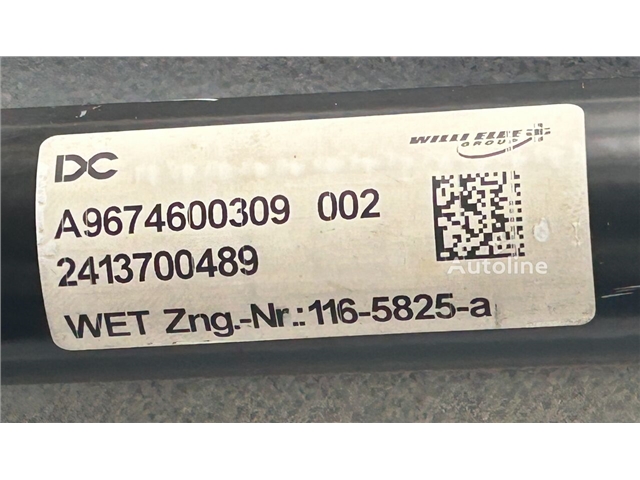 DC
WILLI ELBE
GROUP
A9674600309 002
2413700489
Autoline
WET Zng.-Nr.:116-5825-a